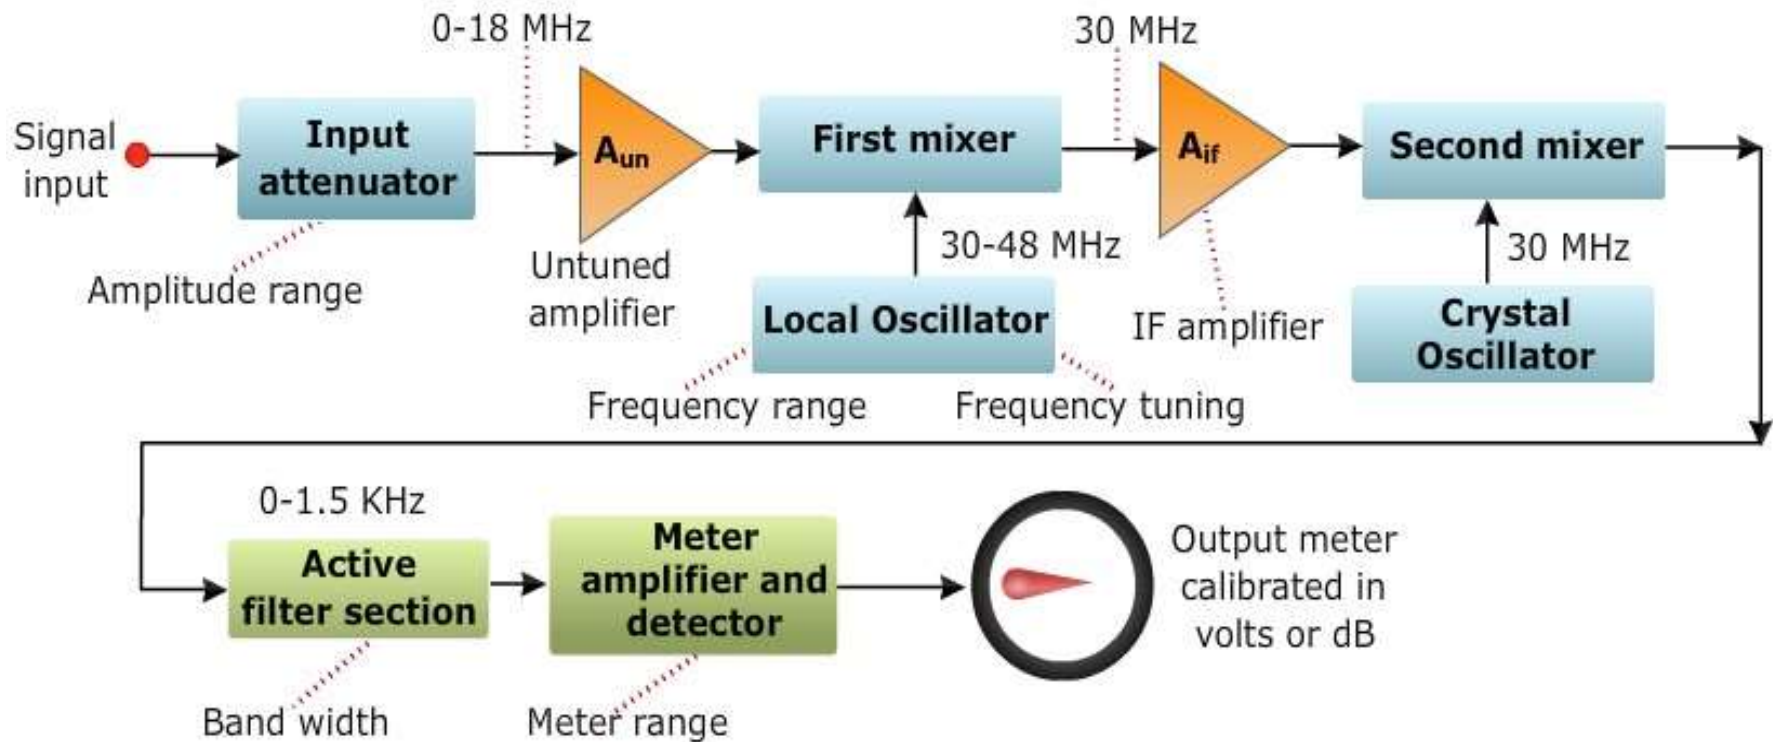 0-18 MHz
30 MHz
Signal
input
Input
attenuator
Aun
First mixer
Aif
Second mixer
Amplitude range
Untuned
amplifier
30-48 MHz
Local Oscillator
IF amplifier
30 MHz
Crystal
Oscillator
Frequency range
Frequency tuning
0-1.5 KHz
Active
filter section
Meter
amplifier and
detector
Output meter
calibrated in
volts or dB
Band width
Meter range